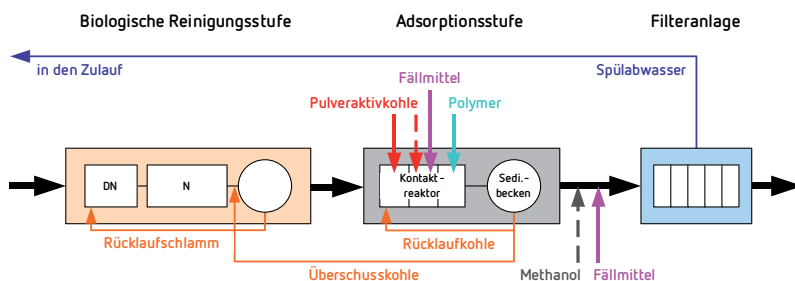 Biologische Reinigungsstufe
Adsorptionsstufe
Filteranlage
in den Zulauf
Spülabwasser
Fällmittel
Pulveraktivkohle
Polymer
DN
N
Kontakt-
reaktor
Sedi.-
becken
Rücklaufschlamm
Rücklaufkohle
Überschusskohle
Methanol
Fällmittel